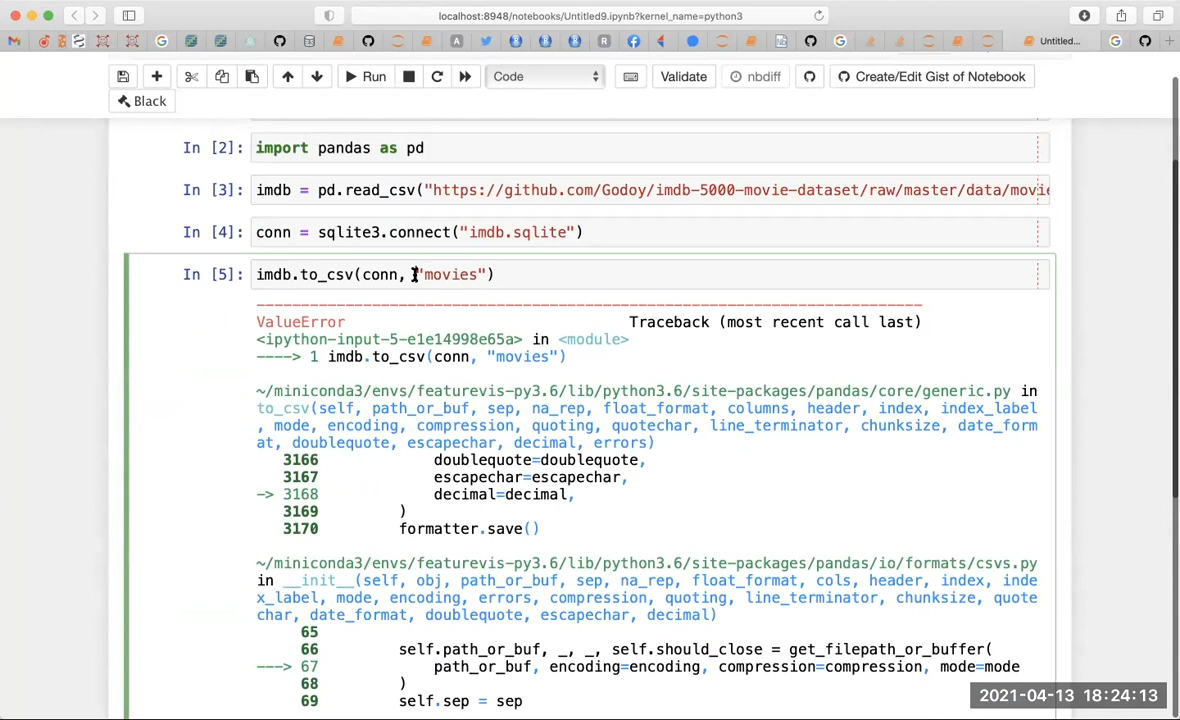 localhost:8948/notebooks/Untitled9.ipynb?kernel_name=python3
Untitled...
Run
Code
Validate
nbdiff
Create/Edit Gist of Notebook
Black
In [2]: import pandas as pd
In [3]: imdb = pd.read_csv("https://github.com/Godoy/imdb-5000-movie-dataset/raw/master/data/movie
In [4]: conn = sqlite3.connect("imdb.sqlite")
In [5]: imdb.to_csv(conn, "movies")
---------------------------------------------------------------------------
ValueError Traceback (most recent call last)
<ipython-input-5-e1e14998e65a> in <module>
----> 1 imdb.to_csv(conn, "movies")
~/miniconda3/envs/featurevis-py3.6/lib/python3.6/site-packages/pandas/core/generic.py in
to_csv(self, path_or_buf, sep, na_rep, float_format, columns, header, index, index_label
, mode, encoding, compression, quoting, quotechar, line_terminator, chunksize, date_form
at, doublequote, escapechar, decimal, errors)
3166 doublequote=doublequote,
3167 escapechar=escapechar,
-> 3168 decimal=decimal,
3169 )
3170 formatter.save()
~/miniconda3/envs/featurevis-py3.6/lib/python3.6/site-packages/pandas/io/formats/csvs.py
in __init__(self, obj, path_or_buf, sep, na_rep, float_format, cols, header, index, inde
x_label, mode, encoding, errors, compression, quoting, line_terminator, chunksize, quote
char, date_format, doublequote, escapechar, decimal)
65
66 self.path_or_buf, _, _, self.should_close = get_filepath_or_buffer(
---> 67 path_or_buf, encoding=encoding, compression=compression, mode=mode
68 )
69 self.sep = sep
2021-04-13 18:24:13